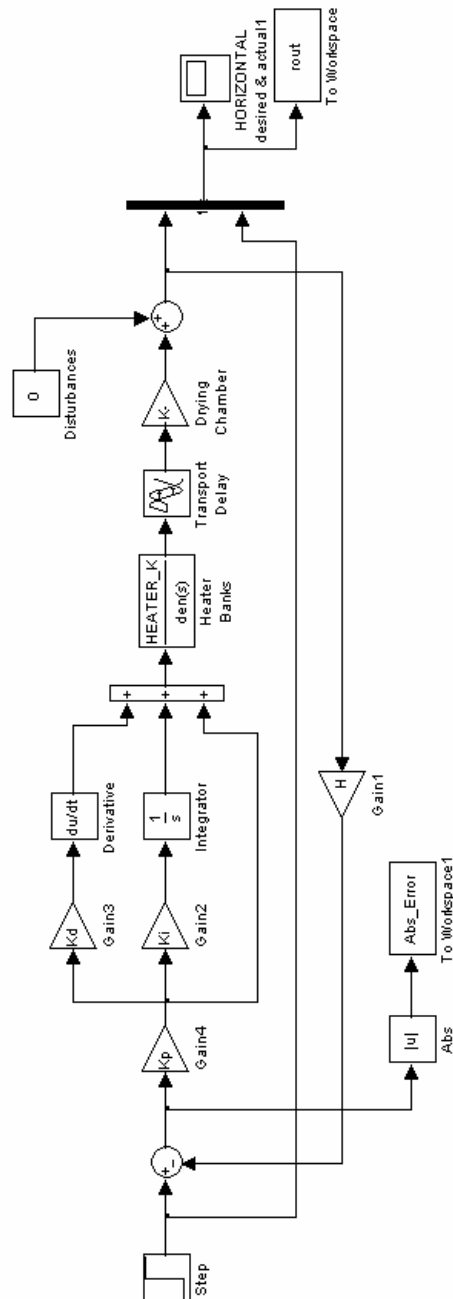 Step
+
-
Kp
Gain4
Kd
Gain3
Ki
Gain2
du/dt
Derivative
1
s
Integrator
+
+
+
HEATER_K
den(s)
Heater
Banks
Transport
Delay
K-
Drying
Chamber
0
Disturbances
+
+
1
HORIZONTAL
desired & actual1
rout
To Workspace
H
Gain1
|u|
Abs
Abs_Error
To Workspace1